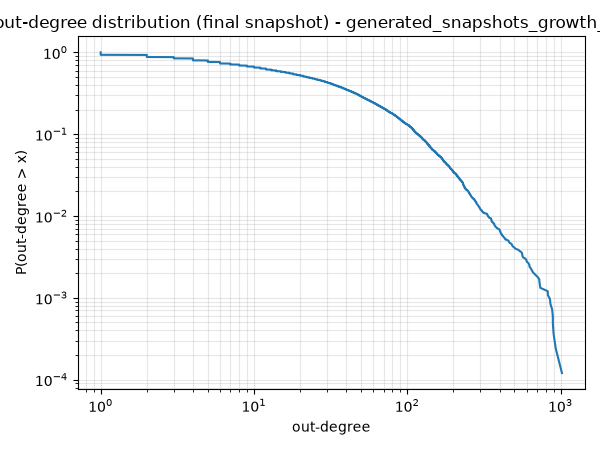 out-degree distribution (final snapshot) - generated_snapshots_growth_
10⁰
10⁻¹
10⁻²
10⁻³
10⁻⁴
P(out-degree > x)
10⁰ 10¹ 10² 10³
out-degree